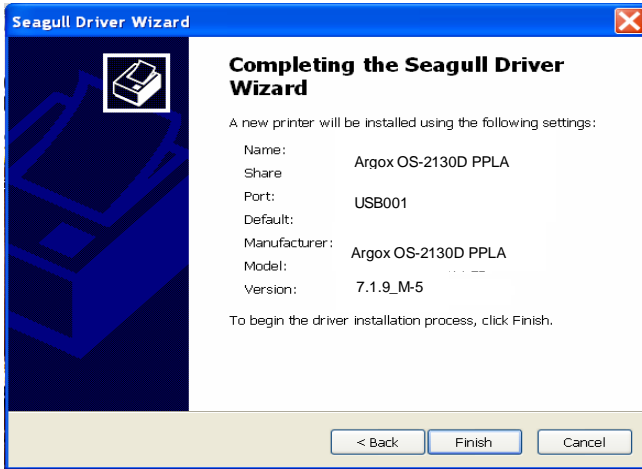 Seagull Driver Wizard
Completing the Seagull Driver
Wizard
A new printer will be installed using the following settings:
Name:
Argox OS-2130D PPLA
Share
Port:
USB001
Default:
Manufacturer:
Argox OS-2130D PPLA
Model:
Version: 7.1.9_M-5
To begin the driver installation process, click Finish.
< Back Finish Cancel